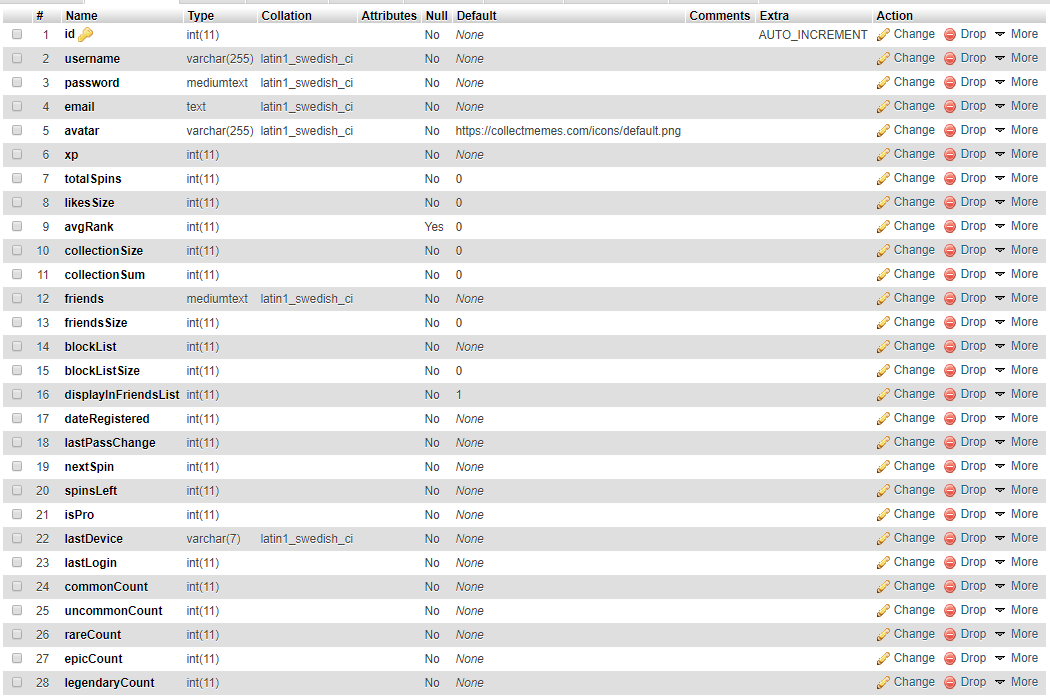 # Name Type Collation Attributes Null Default Comments Extra Action
1 id int(11) No None AUTO_INCREMENT Change Drop More
2 username varchar(255) latin1_swedish_ci No None Change Drop More
3 password mediumtext latin1_swedish_ci No None Change Drop More
4 email text latin1_swedish_ci No None Change Drop More
5 avatar varchar(255) latin1_swedish_ci No https://collectmemes.com/icons/default.png Change Drop More
6 xp int(11) No None Change Drop More
7 totalSpins int(11) No 0 Change Drop More
8 likesSize int(11) No 0 Change Drop More
9 avgRank int(11) Yes 0 Change Drop More
10 collectionSize int(11) No 0 Change Drop More
11 collectionSum int(11) No 0 Change Drop More
12 friends mediumtext latin1_swedish_ci No None Change Drop More
13 friendsSize int(11) No 0 Change Drop More
14 blockList int(11) No None Change Drop More
15 blockListSize int(11) No 0 Change Drop More
16 displayInFriendsList int(11) No 1 Change Drop More
17 dateRegistered int(11) No None Change Drop More
18 lastPassChange int(11) No None Change Drop More
19 nextSpin int(11) No None Change Drop More
20 spinsLeft int(11) No None Change Drop More
21 isPro int(11) No None Change Drop More
22 lastDevice varchar(7) latin1_swedish_ci No None Change Drop More
23 lastLogin int(11) No None Change Drop More
24 commonCount int(11) No None Change Drop More
25 uncommonCount int(11) No None Change Drop More
26 rareCount int(11) No None Change Drop More
27 epicCount int(11) No None Change Drop More
28 legendaryCount int(11) No None Change Drop More